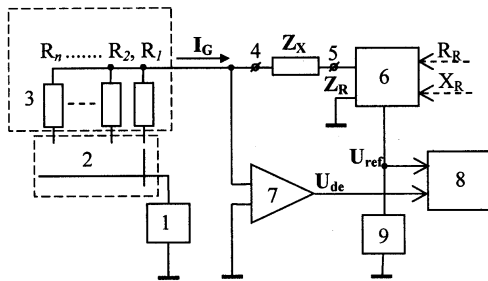 Rn ....... R2, R1
IG
4
ZX
5
6
RR
XR
ZR
3
2
7
Ude
Uref
8
1
9